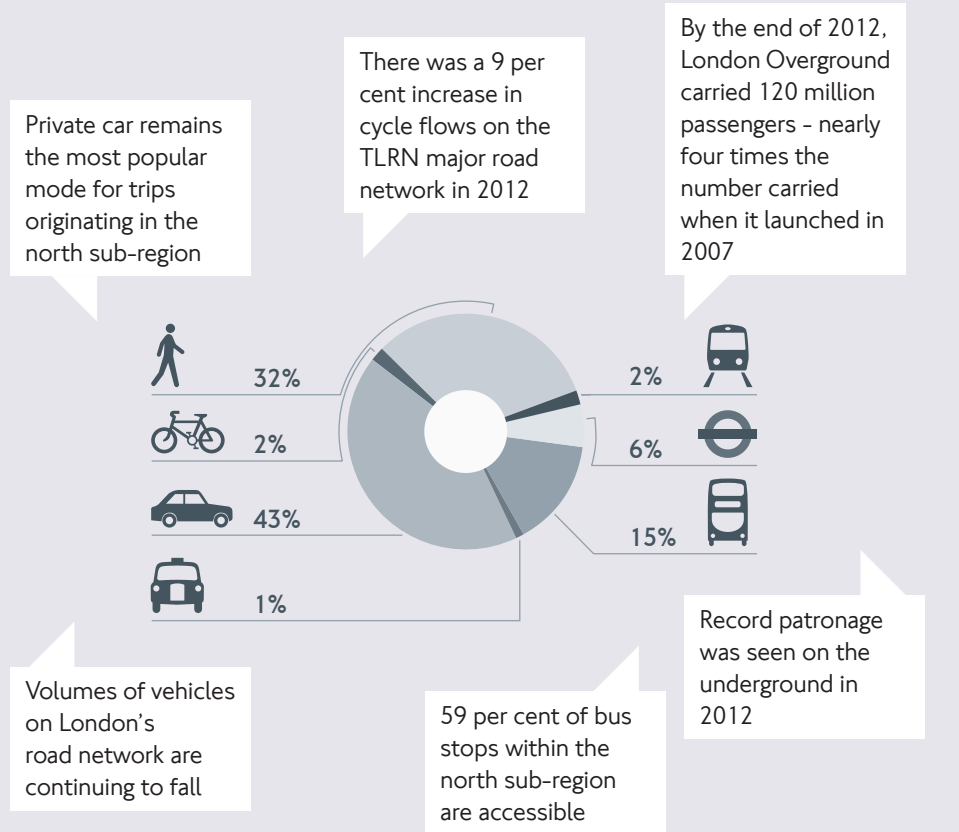 By the end of 2012,
London Overground
carried 120 million
passengers - nearly
four times the
number carried
when it launched in
2007
There was a 9 per
cent increase in
cycle flows on the
TLRN major road
network in 2012
Private car remains
the most popular
mode for trips
originating in the
north sub-region
32%
2%
43%
1%
2%
6%
15%
Record patronage
was seen on the
underground in
2012
Volumes of vehicles
on London's
road network are
continuing to fall
59 per cent of bus
stops within the
north sub-region
are accessible